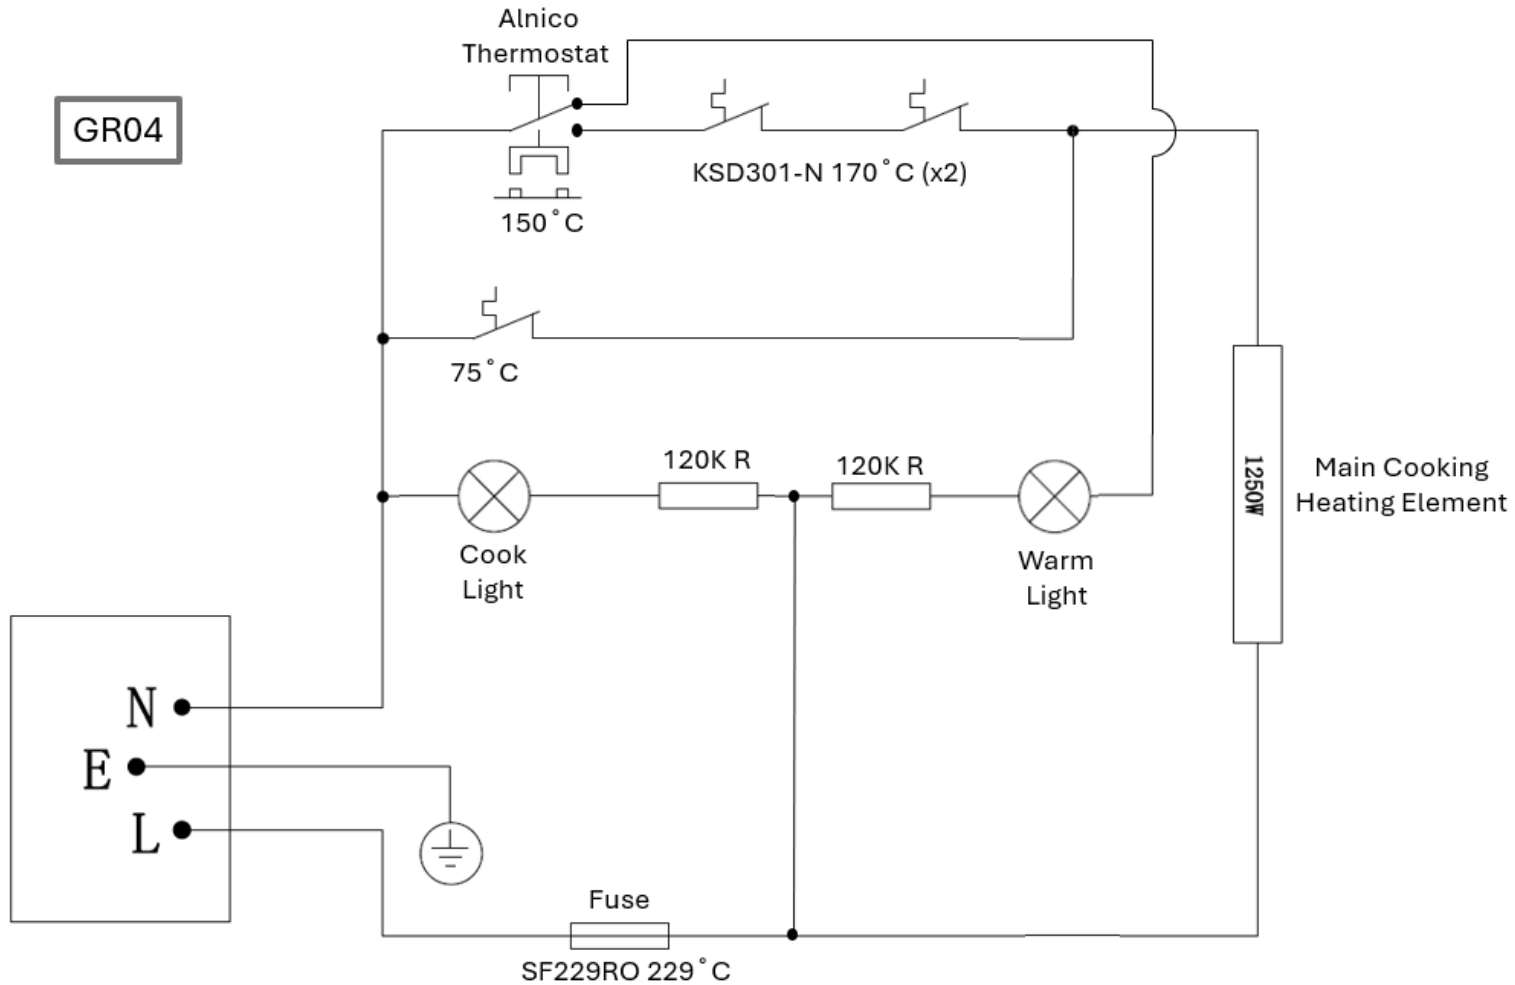 Alnico
Thermostat
GR04
KSD301-N 170˚C (x2)
150˚C
75˚C
120K R
120K R
1250W
Main Cooking
Heating Element
Cook
Light
Warm
Light
N
E
L
Fuse
SF229RO 229˚C